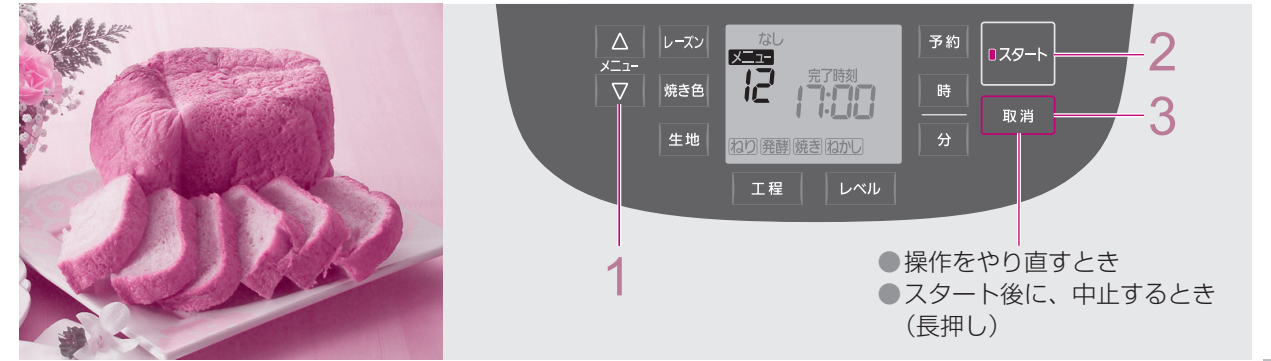 △
メニュー
▽
レーズン
焼き色
生地
なし
メニュー
12
完了時刻
17:00
ねり 発酵 焼き ねかし
工程
レベル
予約
時
分
スタート
取消
1
2
3
●操作をやり直すとき
●スタート後に、中止するとき
（長押し）